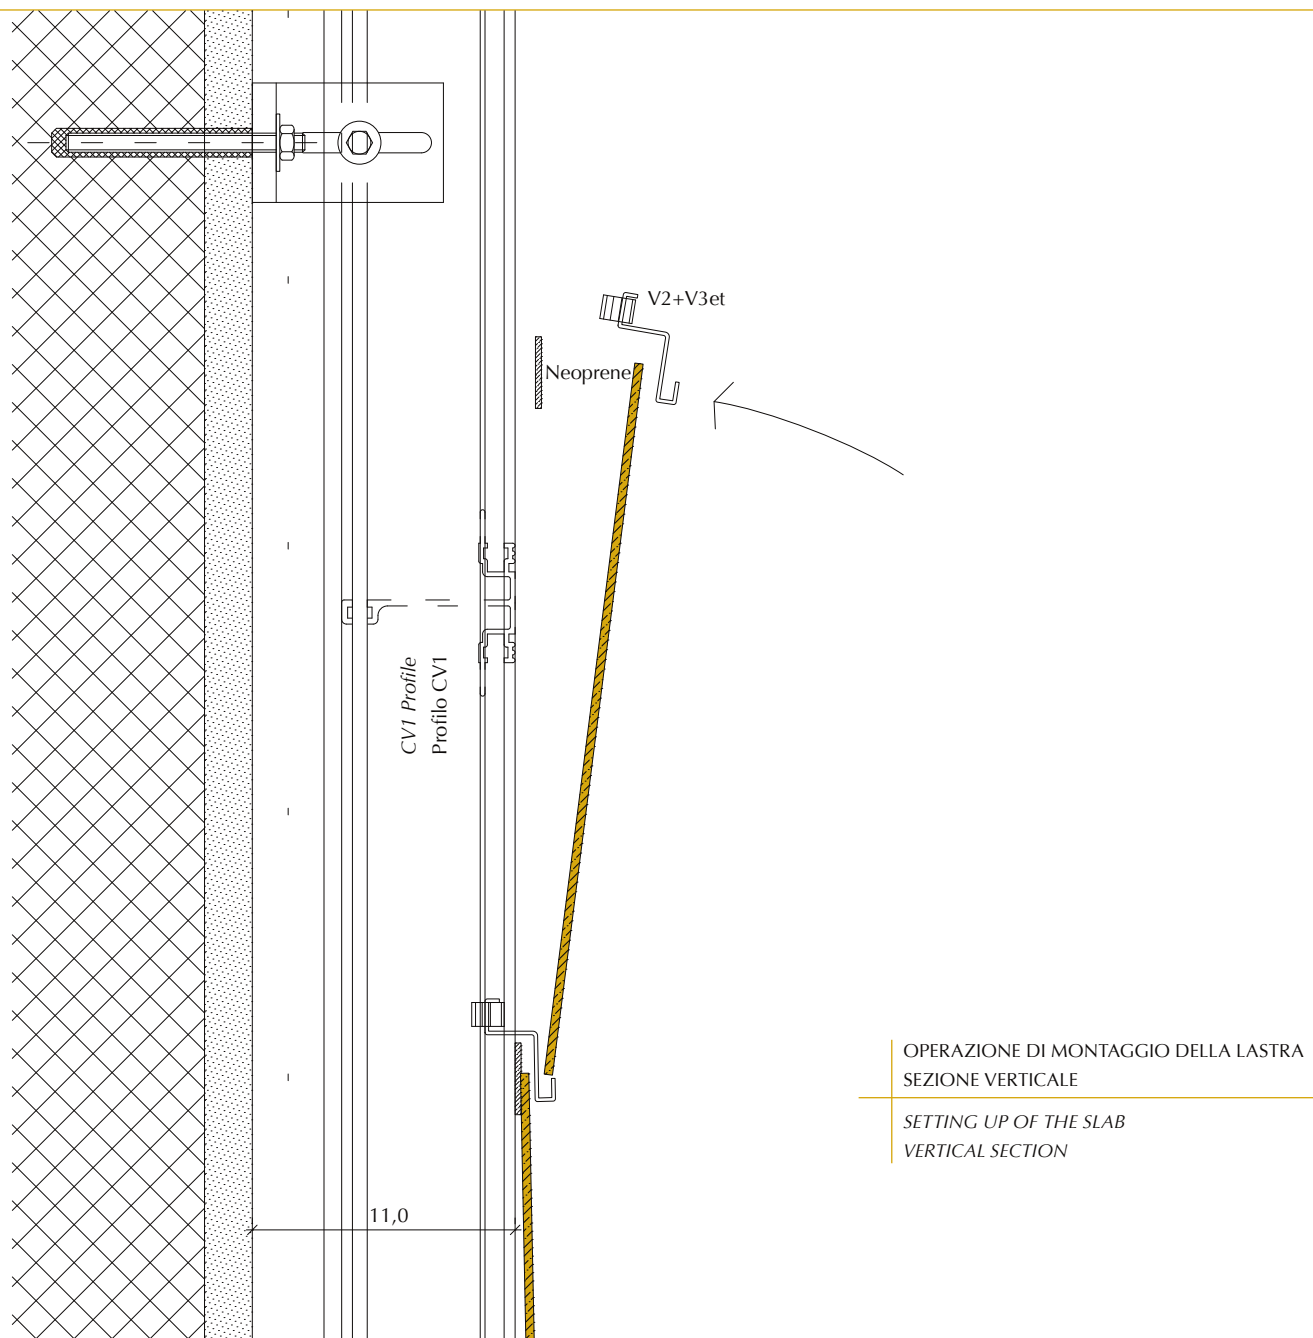 V2+V3et
Neoprene
CV1 Profile
Profilo CV1
OPERAZIONE DI MONTAGGIO DELLA LASTRA
SEZIONE VERTICALE
SETTING UP OF THE SLAB
VERTICAL SECTION
11,0